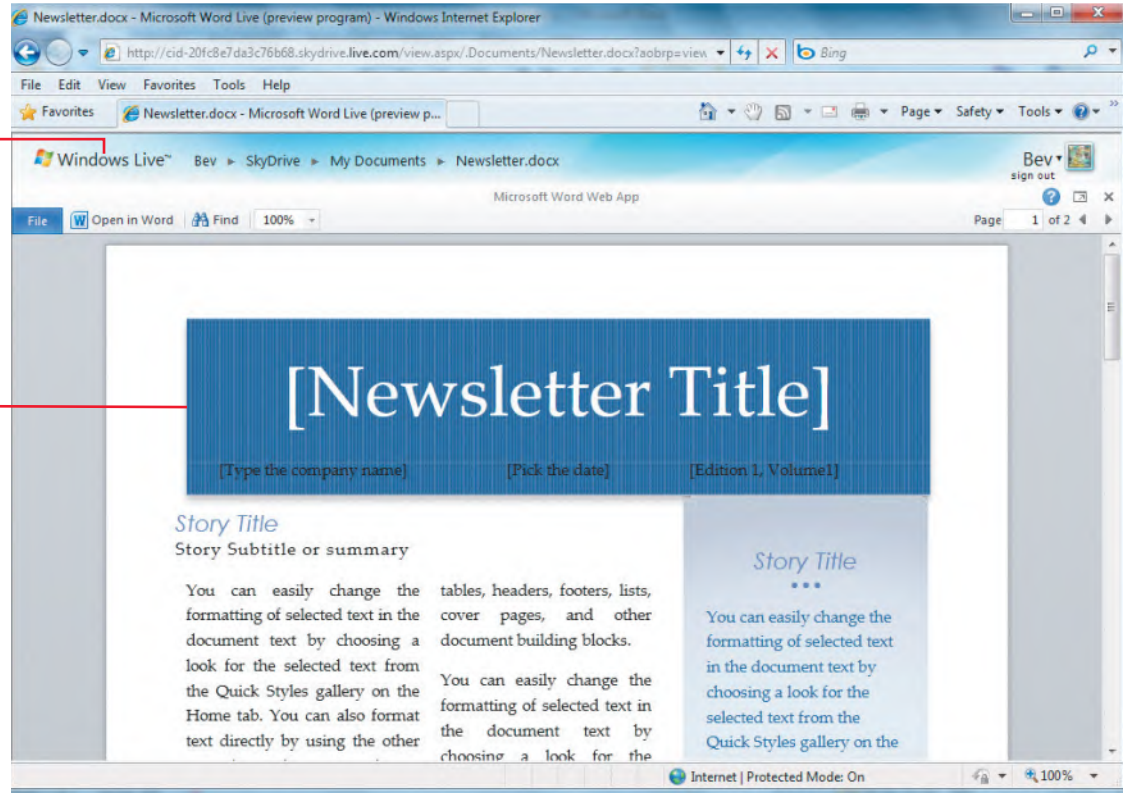 Newsletter.docx - Microsoft Word Live (preview program) - Windows Internet Explorer
http://cid-20fc8e7da3c76b68.skydrive.live.com/view.aspx/.Documents/Newsletter.docx?aobrp=view
Bing
File Edit View Favorites Tools Help
Favorites Newsletter.docx - Microsoft Word Live (preview p... Page Safety Tools
Windows Live™ Bev SkyDrive My Documents Newsletter.docx Bev
sign out
Microsoft Word Web App
File Open in Word Find 100% Page 1 of 2
[Newsletter Title]
[Type the company name] [Pick the date] [Edition 1, Volume1]
Story Title
Story Subtitle or summary
You can easily change the
formatting of selected text in the
document text by choosing a
look for the selected text from
the Quick Styles gallery on the
Home tab. You can also format
text directly by using the other
tables, headers, footers, lists,
cover pages, and other
document building blocks.
You can easily change the
formatting of selected text in
the document text by
choosing a look for the
Story Title
You can easily change the
formatting of selected text
in the document text by
choosing a look for the
selected text from the
Quick Styles gallery on the
Internet | Protected Mode: On 100%